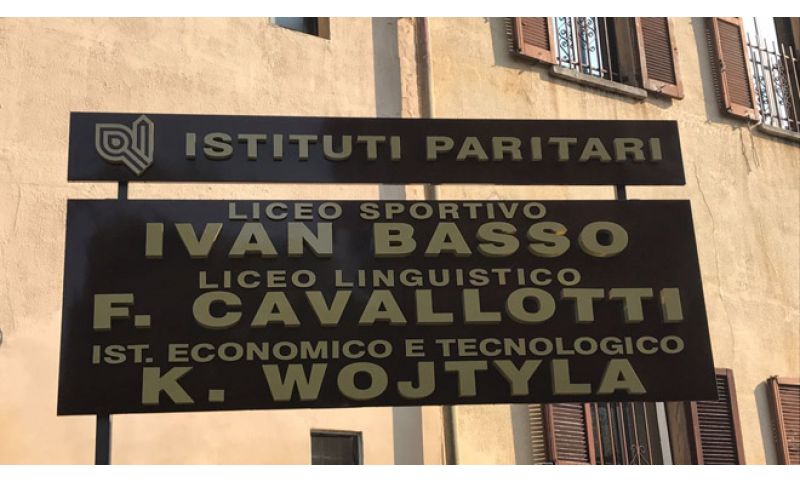 ISTITUTI PARITARI
LICEO SPORTIVO
IVAN BASSO
LICEO LINGUISTICO
F. CAVALLOTTI
IST. ECONOMICO E TECNOLOGICO
K. WOJTYLA